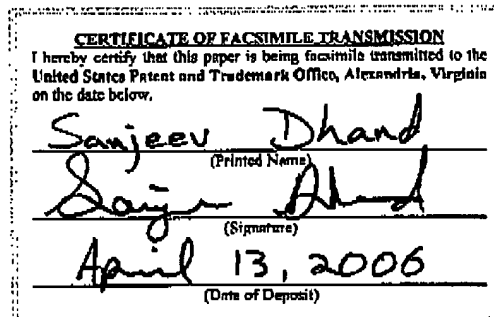 CERTIFICATE OF FACSIMILE TRANSMISSION
I hereby certify that this paper is being facsimile transmitted to the
United States Patent and Trademark Office, Alexandria, Virginia
on the date below.
Sanjeev Dhand
(Printed Name)
Sanjeev Dhand
(Signature)
April 13, 2006
(Date of Deposit)